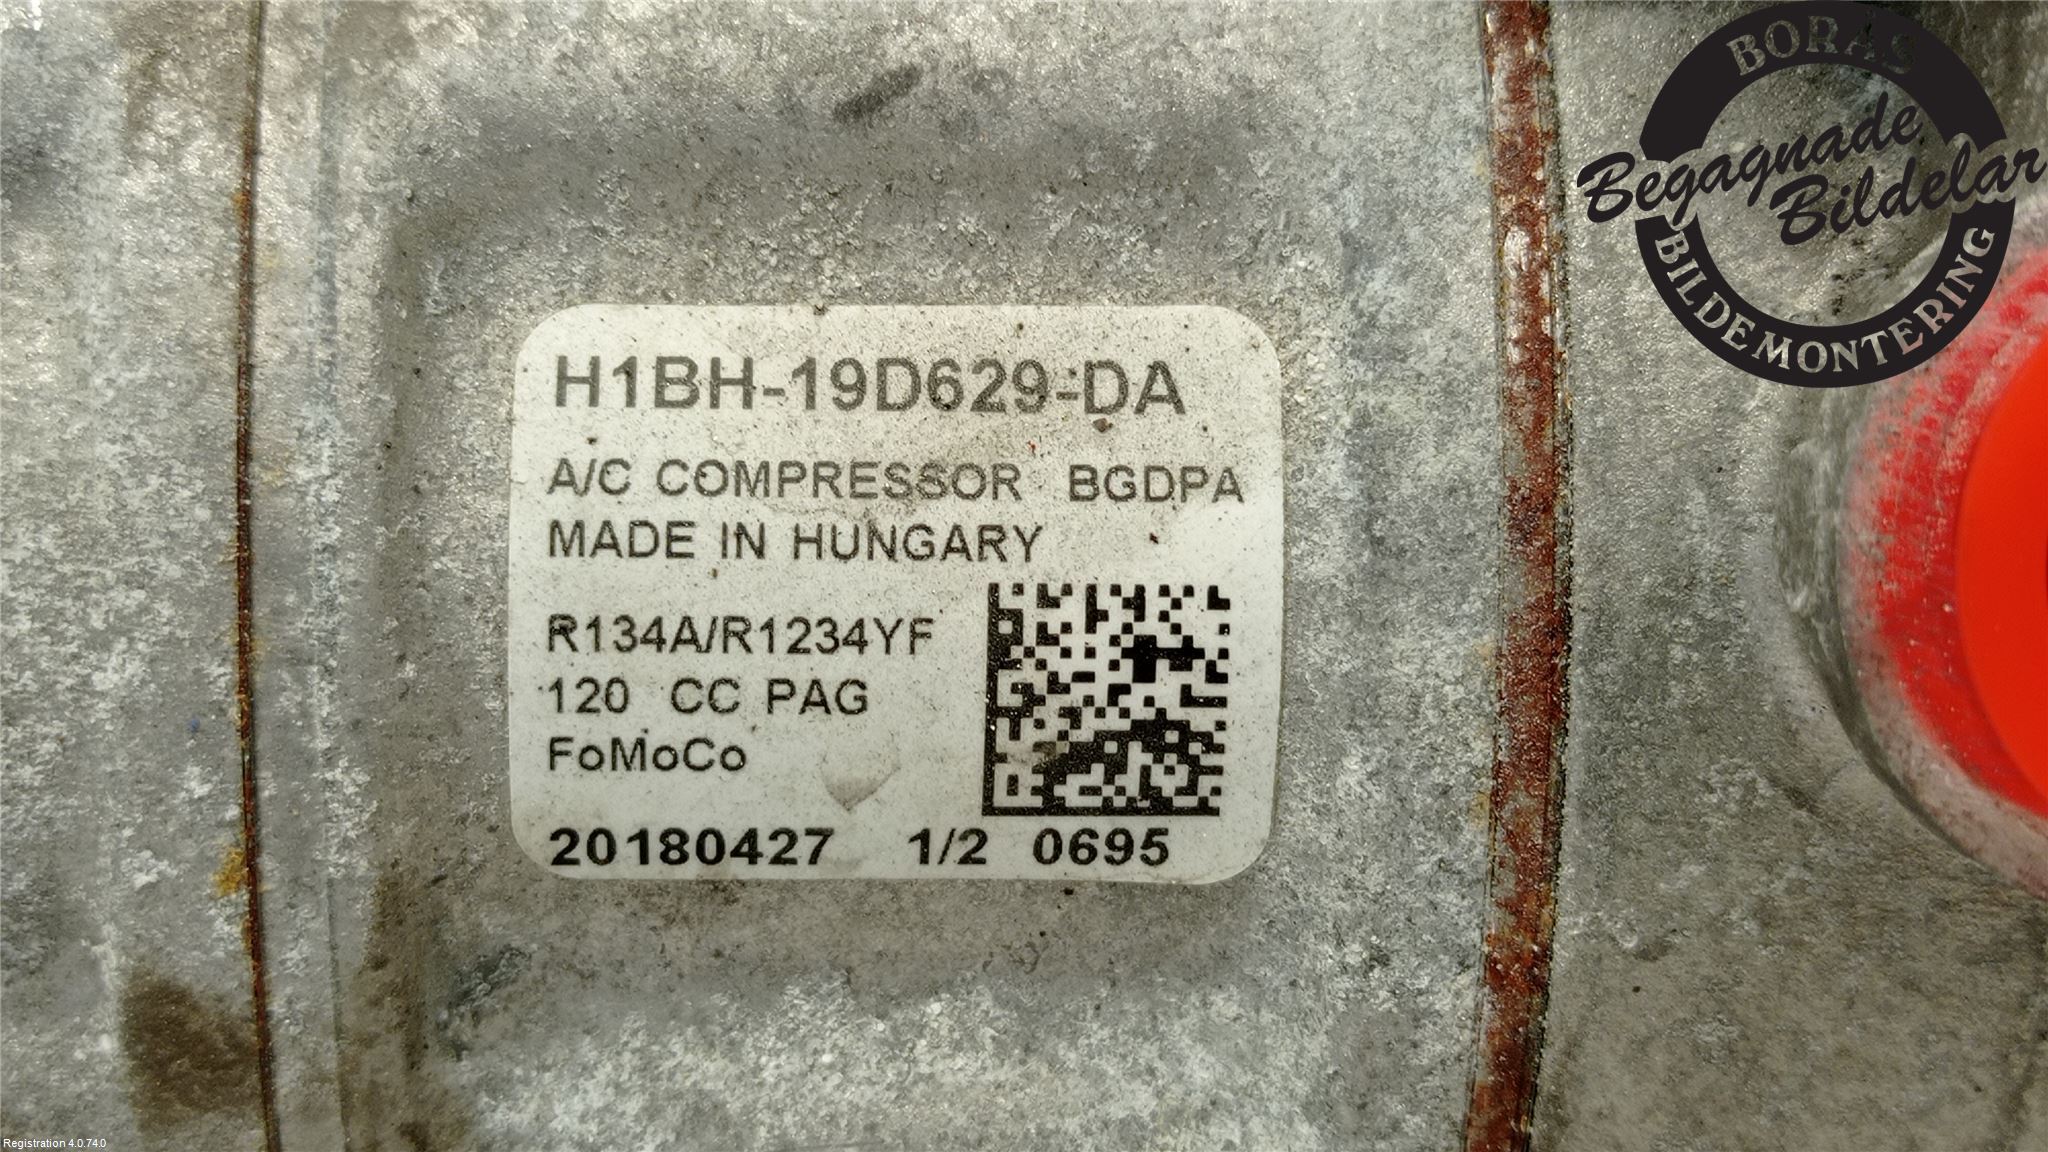 BORÅS
Begagnade
Bildelar
BILDEMONTERING
H1BH-19D629-DA
A/C COMPRESSOR BGDPA
MADE IN HUNGARY
R134A/R1234YF
120 CC PAG
FoMoCo
20180427 1/2 0695
Registration 4.0.74.0